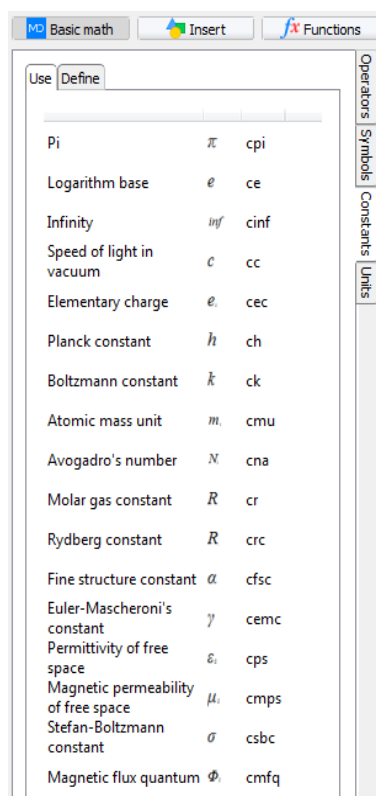 MD Basic math Insert fx Functions
Use Define
Pi π cpi
Logarithm base e ce
Infinity inf cinf
Speed of light in
vacuum c cc
Elementary charge e cec
Planck constant h ch
Boltzmann constant k ck
Atomic mass unit m cmu
Avogadro's number N cna
Molar gas constant R cr
Rydberg constant R crc
Fine structure constant α cfsc
Euler-Mascheroni's
constant γ cemc
Permittivity of free
space ε cps
Magnetic permeability
of free space μ cmps
Stefan-Boltzmann
constant σ csbc
Magnetic flux quantum Φ cmfq
Operators
Symbols
Constants
Units